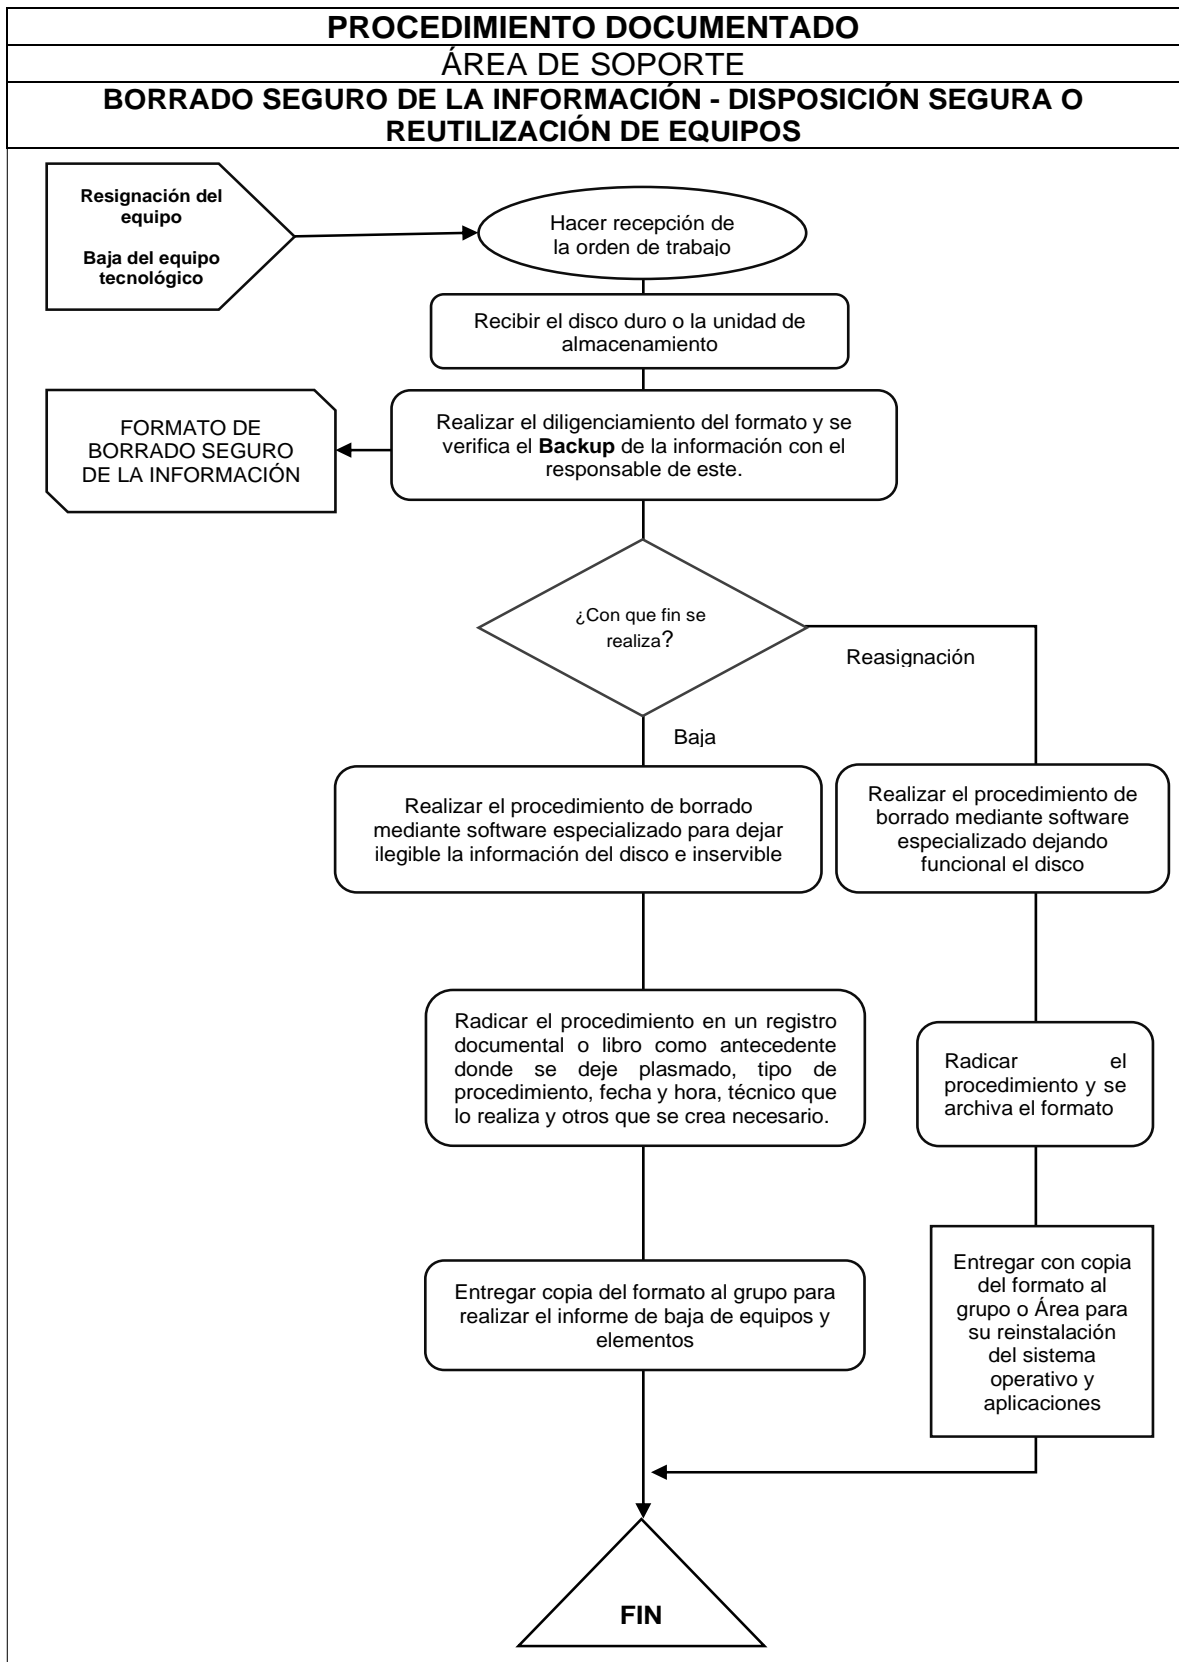 PROCEDIMIENTO DOCUMENTADO
ÁREA DE SOPORTE
BORRADO SEGURO DE LA INFORMACIÓN - DISPOSICIÓN SEGURA O
REUTILIZACIÓN DE EQUIPOS
Resignación del
equipo
Baja del equipo
tecnológico
Hacer recepción de
la orden de trabajo
Recibir el disco duro o la unidad de
almacenamiento
Realizar el diligenciamiento del formato y se
verifica el Backup de la información con el
responsable de este.
FORMATO DE
BORRADO SEGURO
DE LA INFORMACIÓN
¿Con que fin se
realiza?
Reasignación
Baja
Realizar el procedimiento de borrado
mediante software especializado para dejar
ilegible la información del disco e inservible
Realizar el procedimiento de
borrado mediante software
especializado dejando
funcional el disco
Radicar el procedimiento en un registro
documental o libro como antecedente
donde se deje plasmado, tipo de
procedimiento, fecha y hora, técnico que
lo realiza y otros que se crea necesario.
Radicar el
procedimiento y se
archiva el formato
Entregar copia del formato al grupo para
realizar el informe de baja de equipos y
elementos
Entregar con copia
del formato al
grupo o Área para
su reinstalación
del sistema
operativo y
aplicaciones
FIN